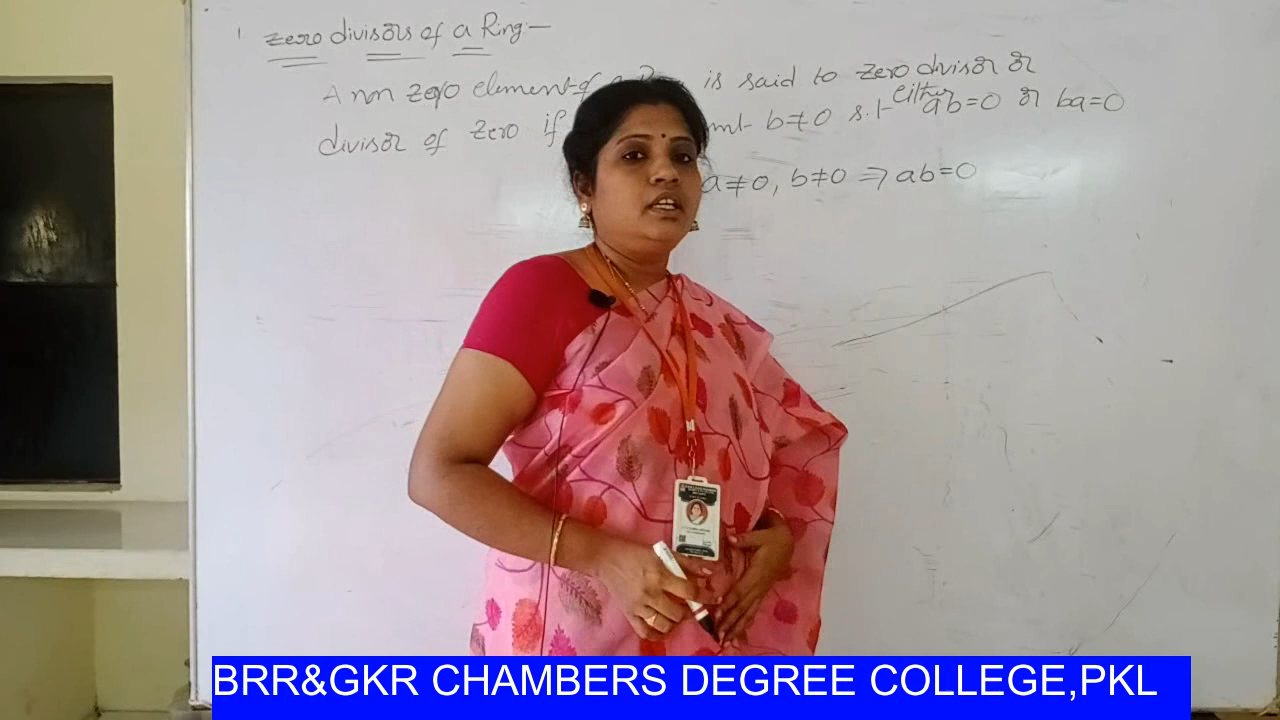 zero divisors of a Ring:-
A non zero element of a is said to zero divisor or
divisor of zero if b≠0 s.t either ab=0 or ba=0
a≠0, b≠0 ⇒ ab=0
BRR&GKR CHAMBERS DEGREE COLLEGE,PKL